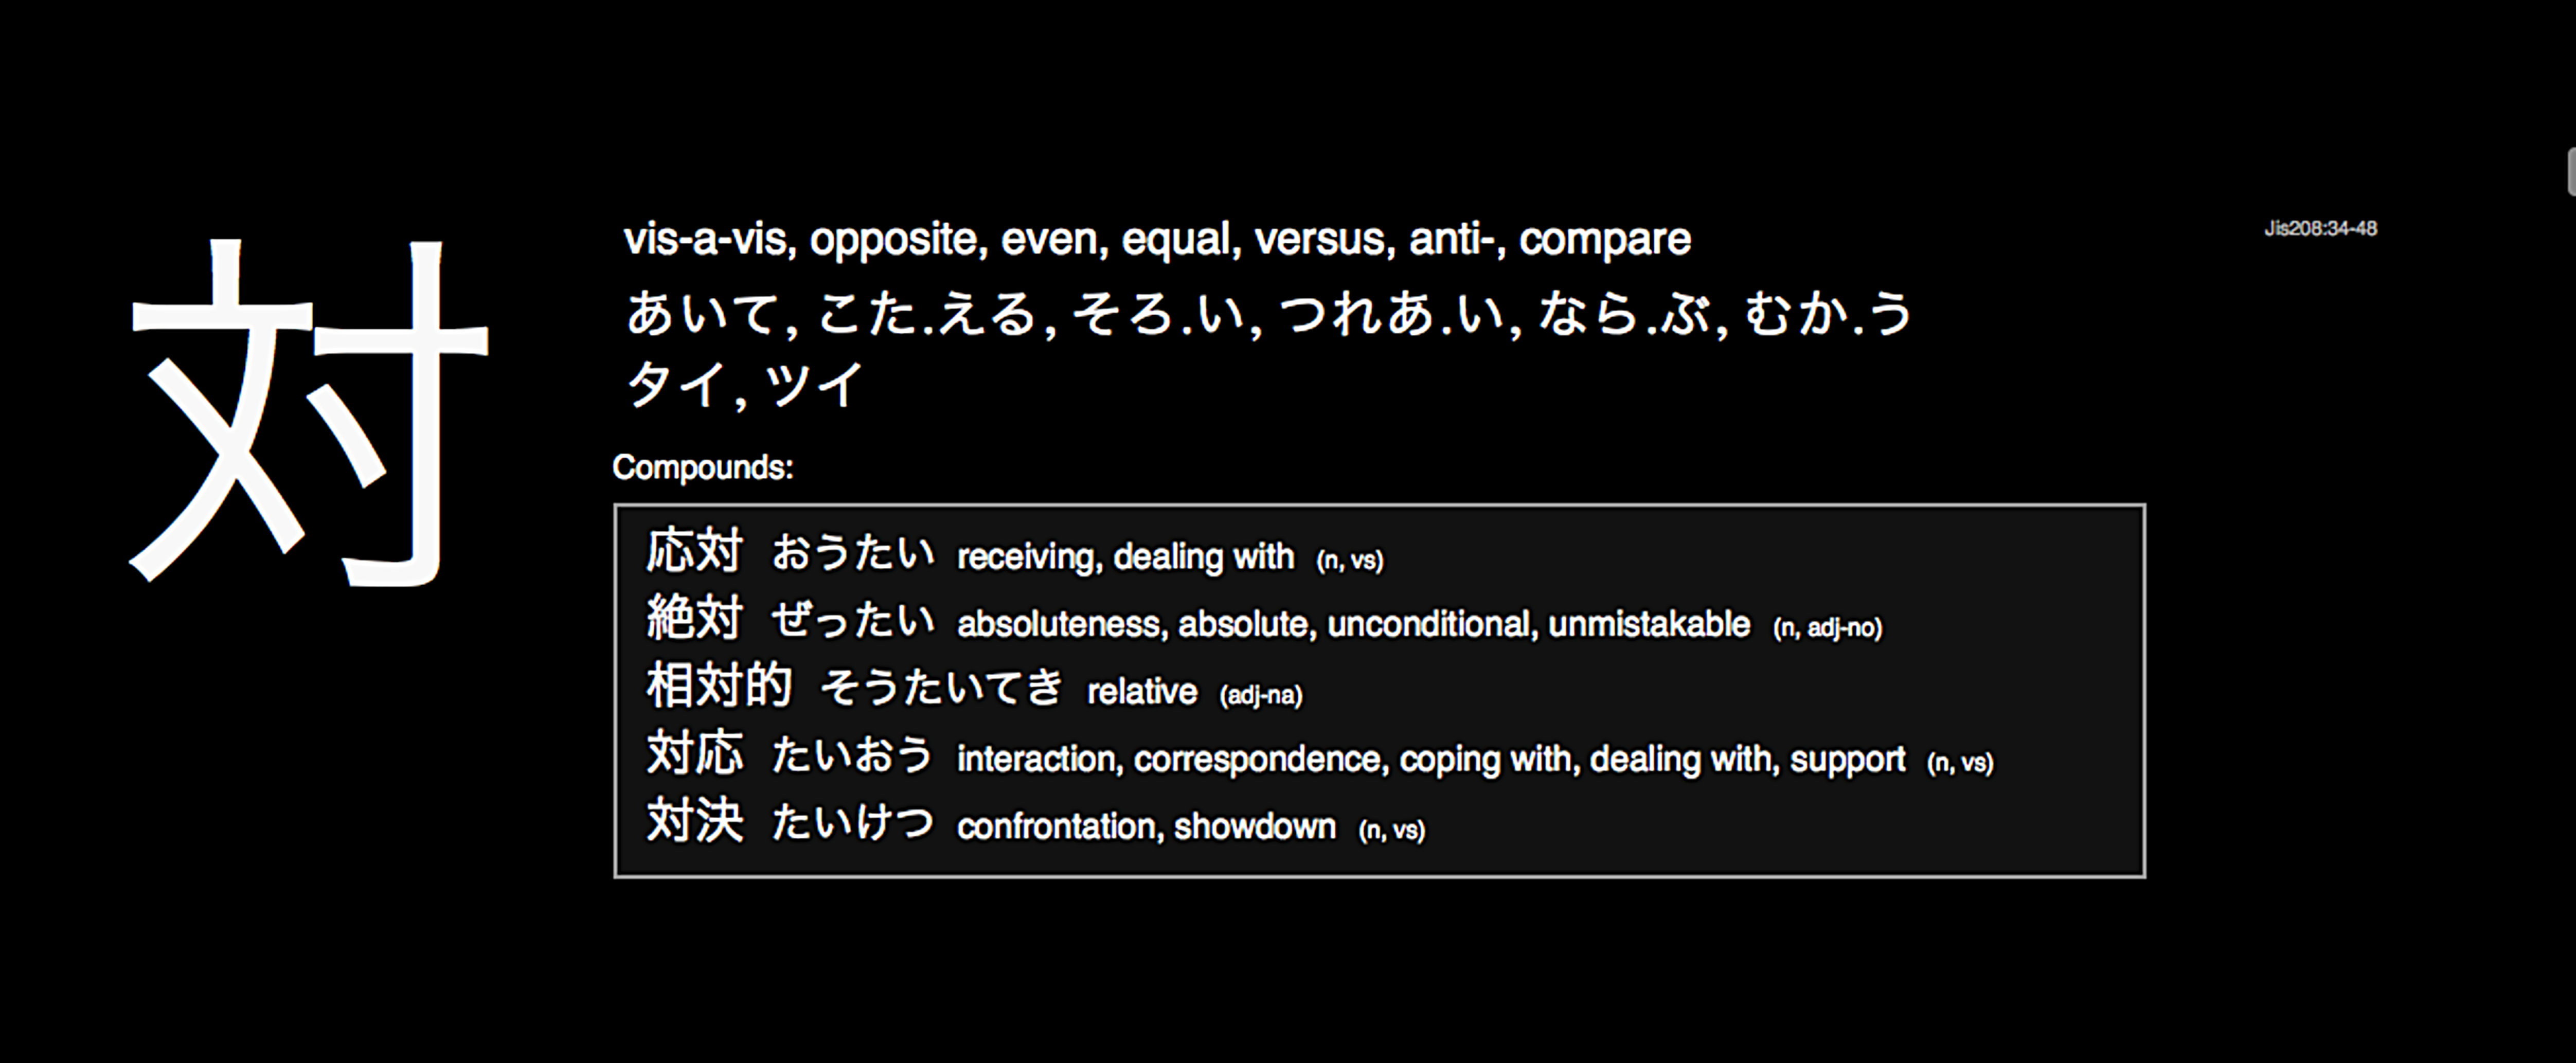 対
vis-a-vis, opposite, even, equal, versus, anti-, compare
Jis208:34-48
あいて, こた.える, そろ.い, つれあ.い, なら.ぶ, むか.う
タイ, ツイ
Compounds:
応対 おうたい receiving, dealing with (n, vs)
絶対 ぜったい absoluteness, absolute, unconditional, unmistakable (n, adj-no)
相対的 そうたいてき relative (adj-na)
対応 たいおう interaction, correspondence, coping with, dealing with, support (n, vs)
対決 たいけつ confrontation, showdown (n, vs)